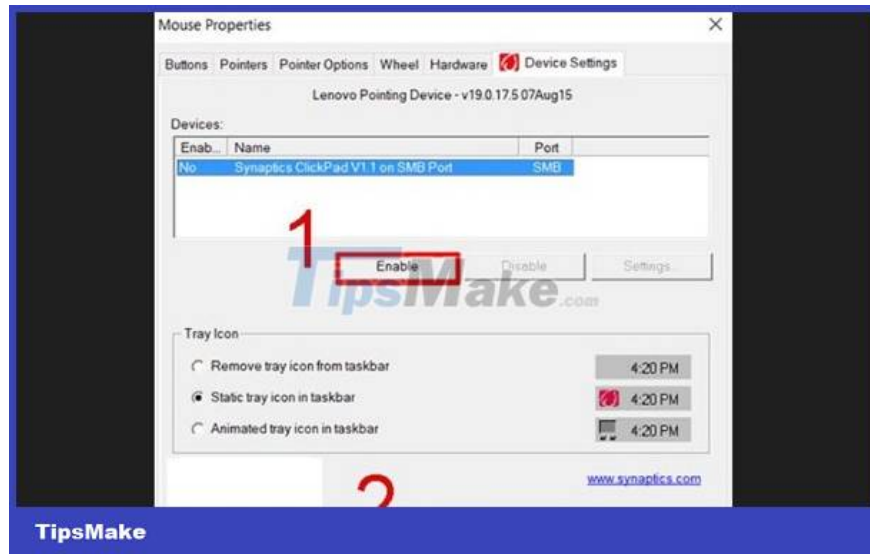 Mouse Properties
Buttons Pointers Pointer Options Wheel Hardware Device Settings
Lenovo Pointing Device - v19.0.17.5 07Aug15
Devices:
Enab... Name Port
No Synaptics ClickPad V1.1 on SMB Port SMB
1
Enable Disable Settings...
TipsMake.com
Tray Icon
Remove tray icon from taskbar 4:20 PM
Static tray icon in taskbar 4:20 PM
Animated tray icon in taskbar 4:20 PM
www.synaptics.com
2
TipsMake